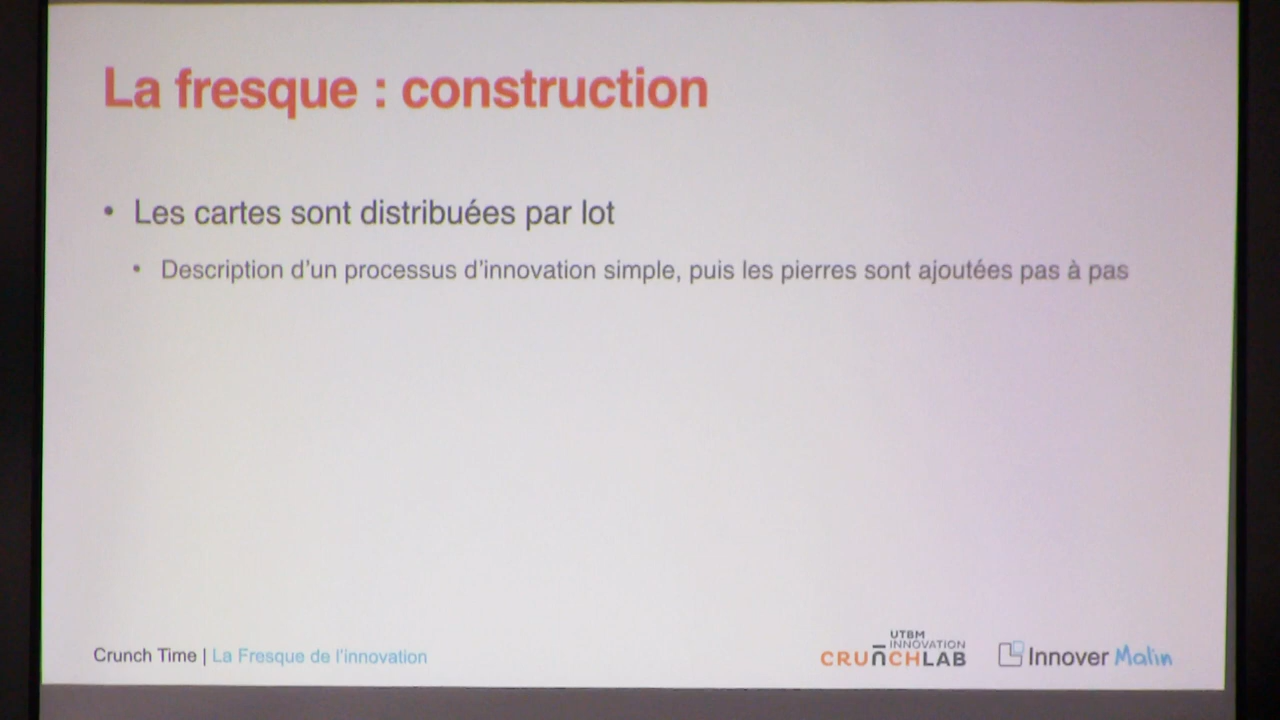 La fresque : construction
• Les cartes sont distribuées par lot
• Description d'un processus d'innovation simple, puis les pierres sont ajoutées pas à pas
Crunch Time | La Fresque de l'innovation
UTBM
INNOVATION
CRUNCHLAB
Innover Malin